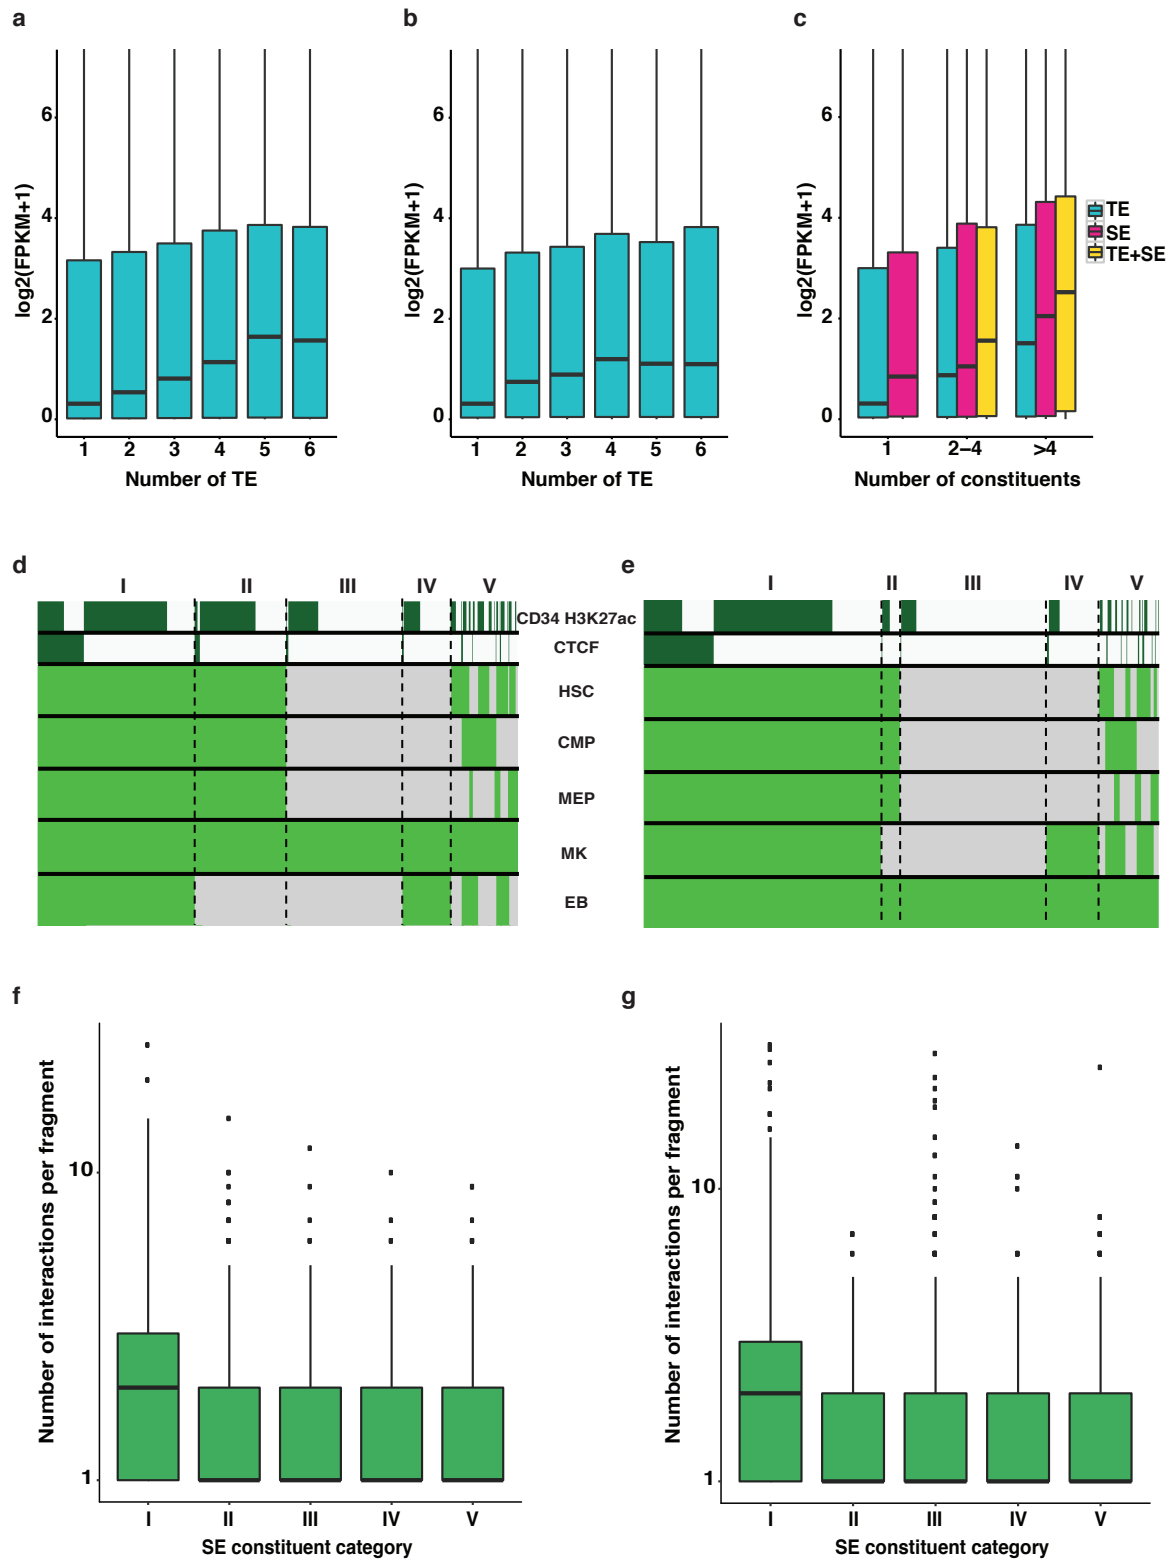 a
b
c
log2(FPKM+1)
6
4
2
0
1 2 3 4 5 6
Number of TE
log2(FPKM+1)
6
4
2
0
1 2 3 4 5 6
Number of TE
log2(FPKM+1)
6
4
2
0
1 2–4 >4
Number of constituents
TE
SE
TE+SE
d
e
I II III IV V
I II III IV V
CD34 H3K27ac
CTCF
HSC
CMP
MEP
MK
EB
f
g
Number of interactions per fragment
10
1
I II III IV V
SE constituent category
Number of interactions per fragment
10
1
I II III IV V
SE constituent category